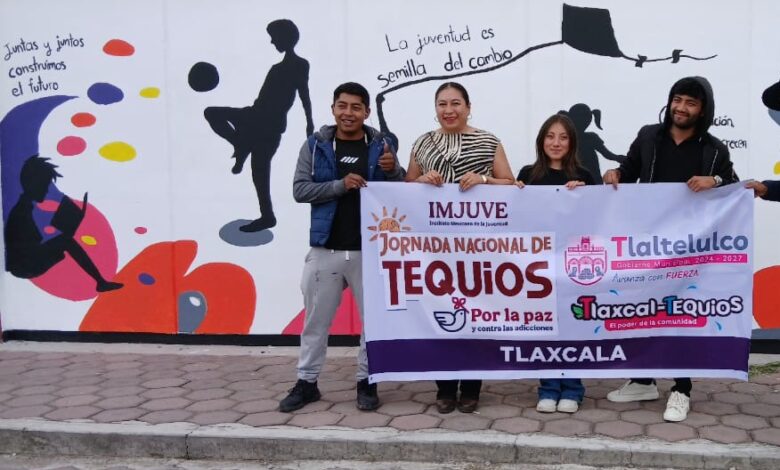 Juntas y juntos
construimos
el futuro
La juventud es
semilla del cambio
IMJUVE
Instituto Mexicano de la Juventud
JORNADA NACIONAL DE
TEQUiOS
Por la paz
y contra las adicciones
Tlaltelulco
Gobierno Municipal 2024 - 2027
Avanza con FUERZA
Tlaxcal-TEQUiOS
El poder de la comunidad
TLAXCALA